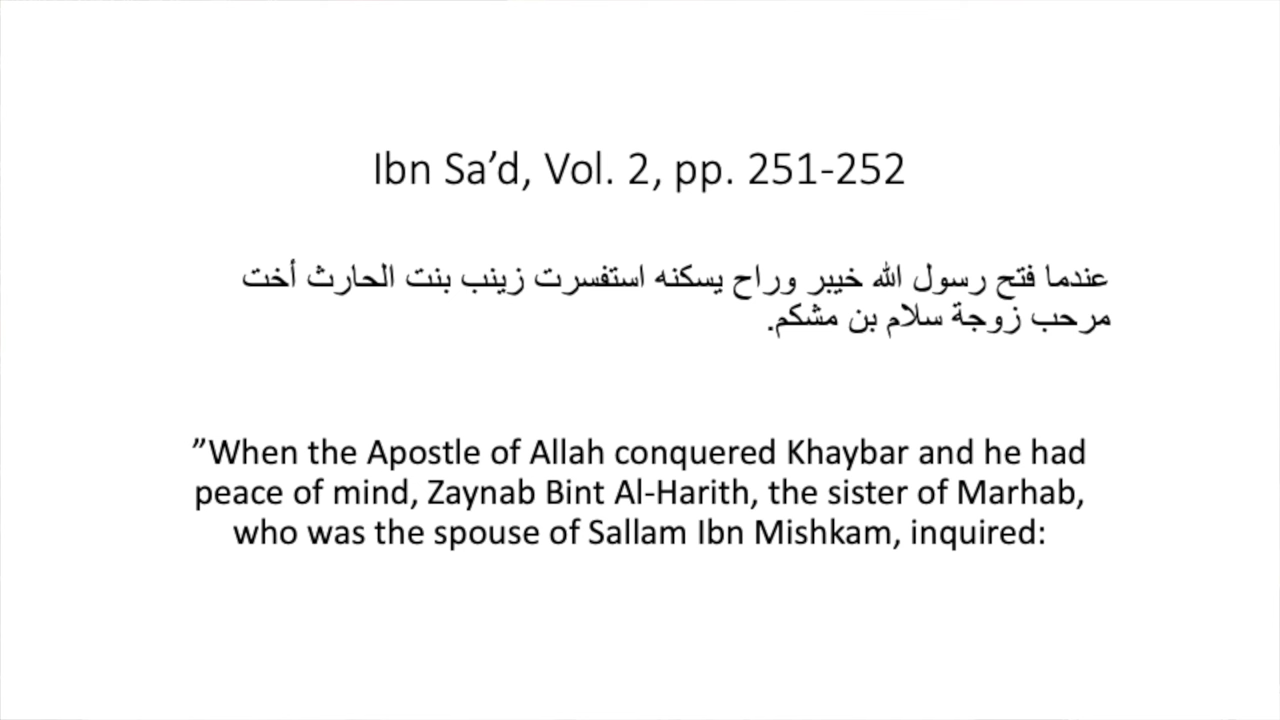 Ibn Sa’d, Vol. 2, pp. 251-252
عندما فتح رسول الله خيبر وراح يسكنه استفسرت زينب بنت الحارث أخت
مرحب زوجة سلام بن مشكم.
”When the Apostle of Allah conquered Khaybar and he had
peace of mind, Zaynab Bint Al-Harith, the sister of Marhab,
who was the spouse of Sallam Ibn Mishkam, inquired: